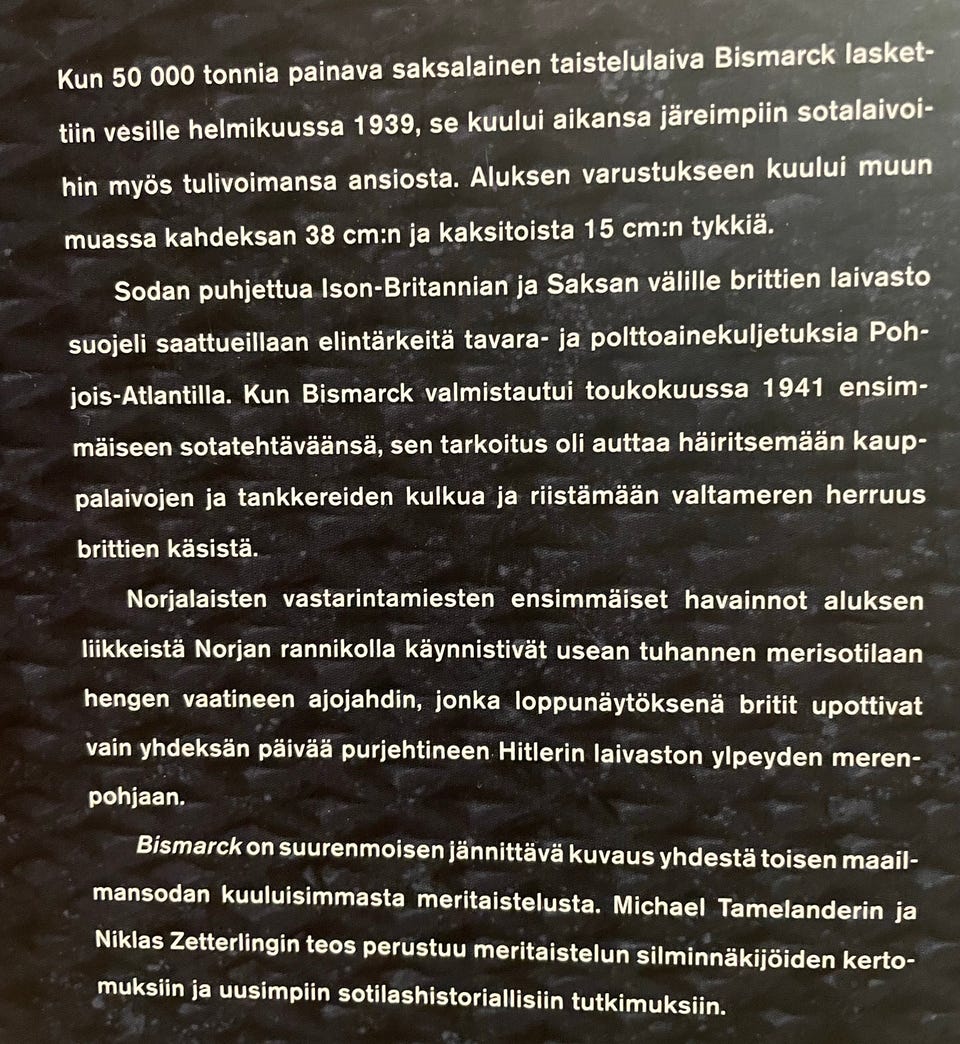 Kun 50 000 tonnia painava saksalainen taistelulaiva Bismarck lasket-
tiin vesille helmikuussa 1939, se kuului aikansa järeimpiin sotalaivoi-
hin myös tulivoimansa ansiosta. Aluksen varustukseen kuului muun
muassa kahdeksan 38 cm:n ja kaksitoista 15 cm:n tykkiä.
Sodan puhjettua Ison-Britannian ja Saksan välille brittien laivasto
suojeli saattueillaan elintärkeitä tavara- ja polttoainekuljetuksia Poh-
jois-Atlantilla. Kun Bismarck valmistautui toukokuussa 1941 ensim-
mäiseen sotatehtäväänsä, sen tarkoitus oli auttaa häiritsemään kaup-
palaivojen ja tankkereiden kulkua ja riistämään valtameren herruus
brittien käsistä.
Norjalaisten vastarintamiesten ensimmäiset havainnot aluksen
liikkeistä Norjan rannikolla käynnistivät usean tuhannen merisotilaan
hengen vaatineen ajojahdin, jonka loppunäytöksenä britit upottivat
vain yhdeksän päivää purjehtineen Hitlerin laivaston ylpeyden meren-
pohjaan.
Bismarck on suurenmoisen jännittävä kuvaus yhdestä toisen maail-
mansodan kuuluisimmasta meritaistelusta. Michael Tamelanderin ja
Niklas Zetterlingin teos perustuu meritaistelun silminnäkijöiden kerto-
muksiin ja uusimpiin sotilashistoriallisiin tutkimuksiin.